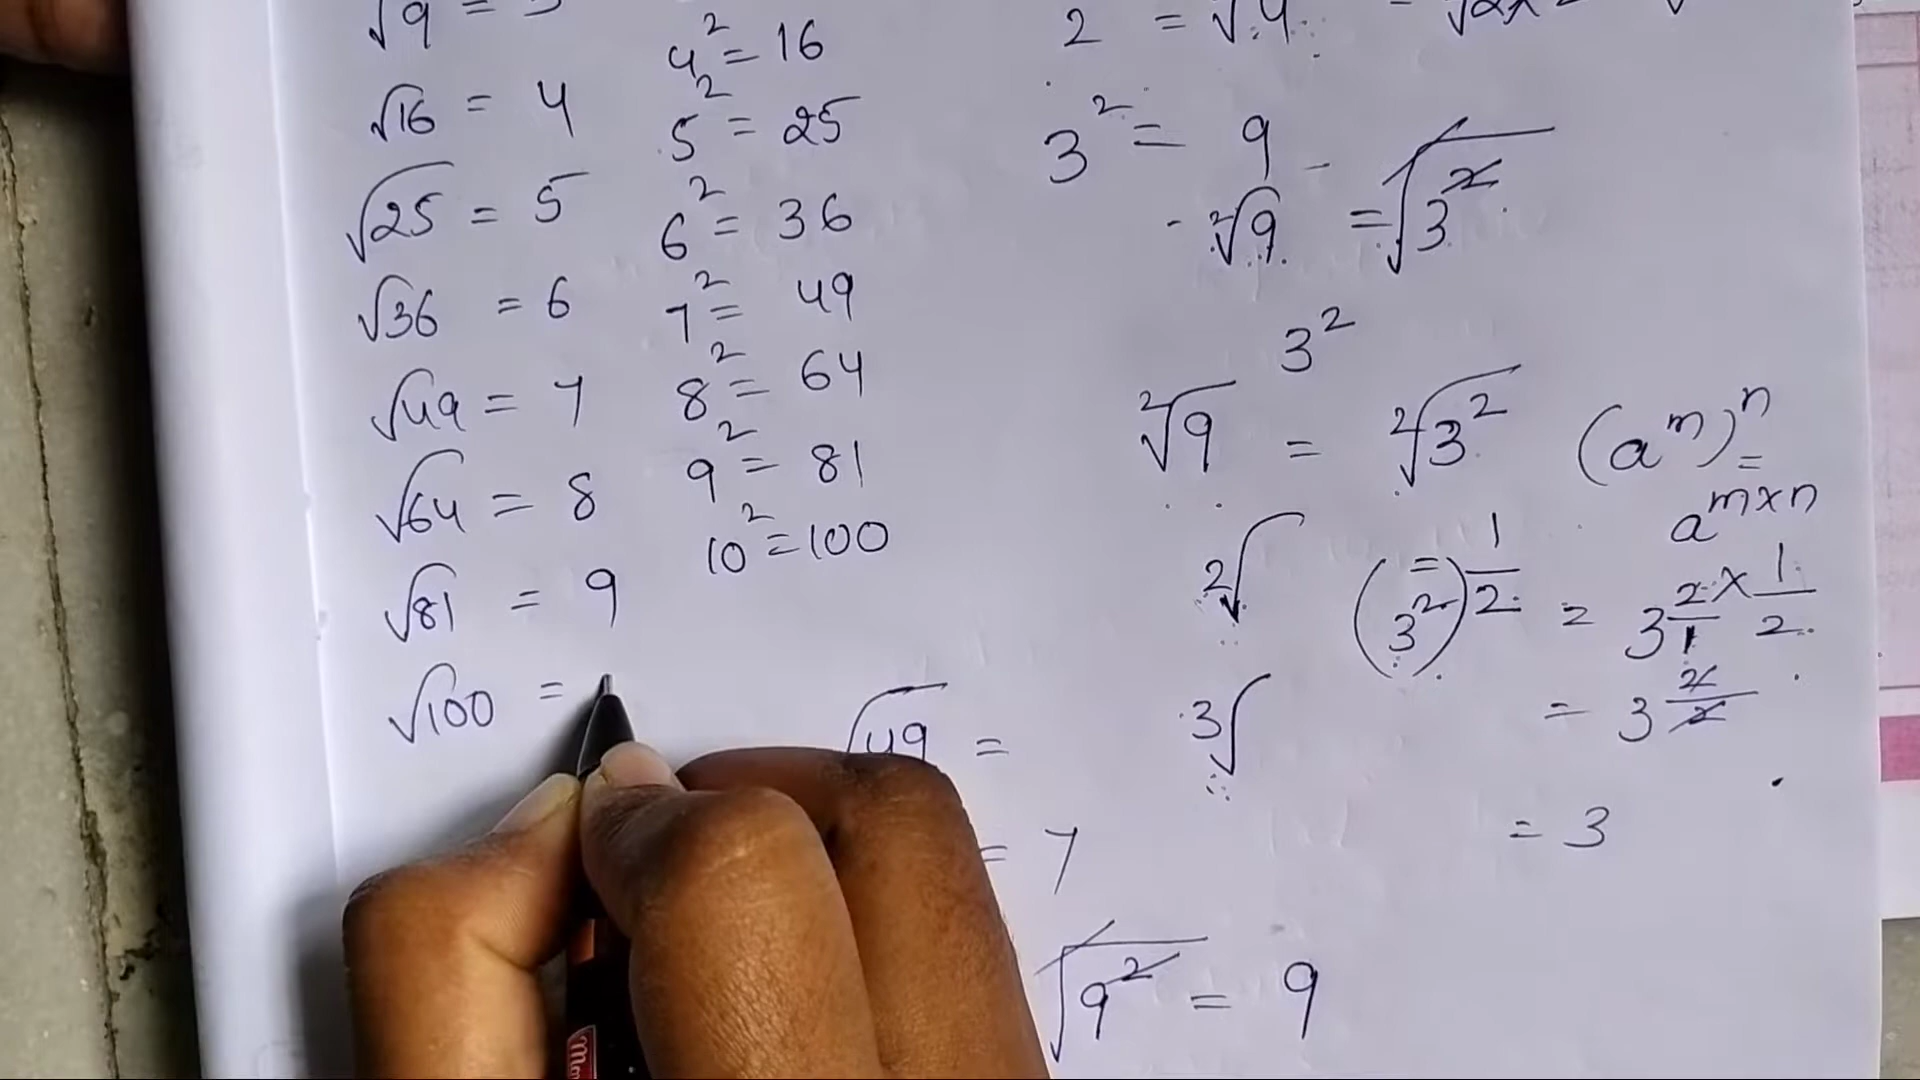 √9 = 3
√16 = 4
√25 = 5
√36 = 6
√49 = 7
√64 = 8
√81 = 9
√100 =
4² = 16
5² = 25
6² = 36
7² = 49
8² = 64
9² = 81
10² = 100
√49 =
= 7
√9² = 9
2 = √4
3² = 9
²√9 = √3²
3²
²√9 = ²√3²
(aᵐ)ⁿ =
aᵐˣⁿ
²√
= (3²)^1/2 = 3^2/1 × 1/2
³√
= 3^2/2
= 3